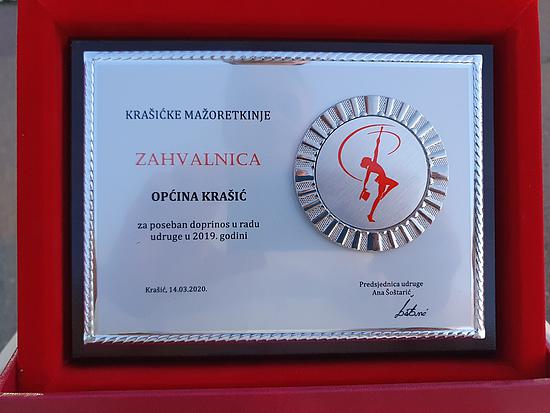 KRAŠIĆKE MAŽORETKINJE
ZAHVALNICA
OPĆINA KRAŠIĆ
za poseban doprinos u radu
udruge u 2019. godini
Krašić, 14.03.2020.
Predsjednica udruge
Ana Šoštarić